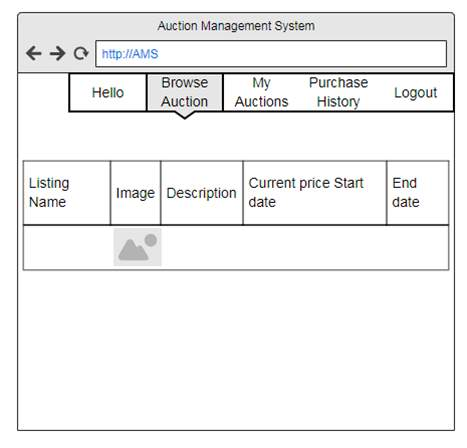 Auction Management System
http://AMS
Hello
Browse
Auction
My
Auctions
Purchase
History
Logout
Listing
Name
Image
Description
Current price Start
date
End
date